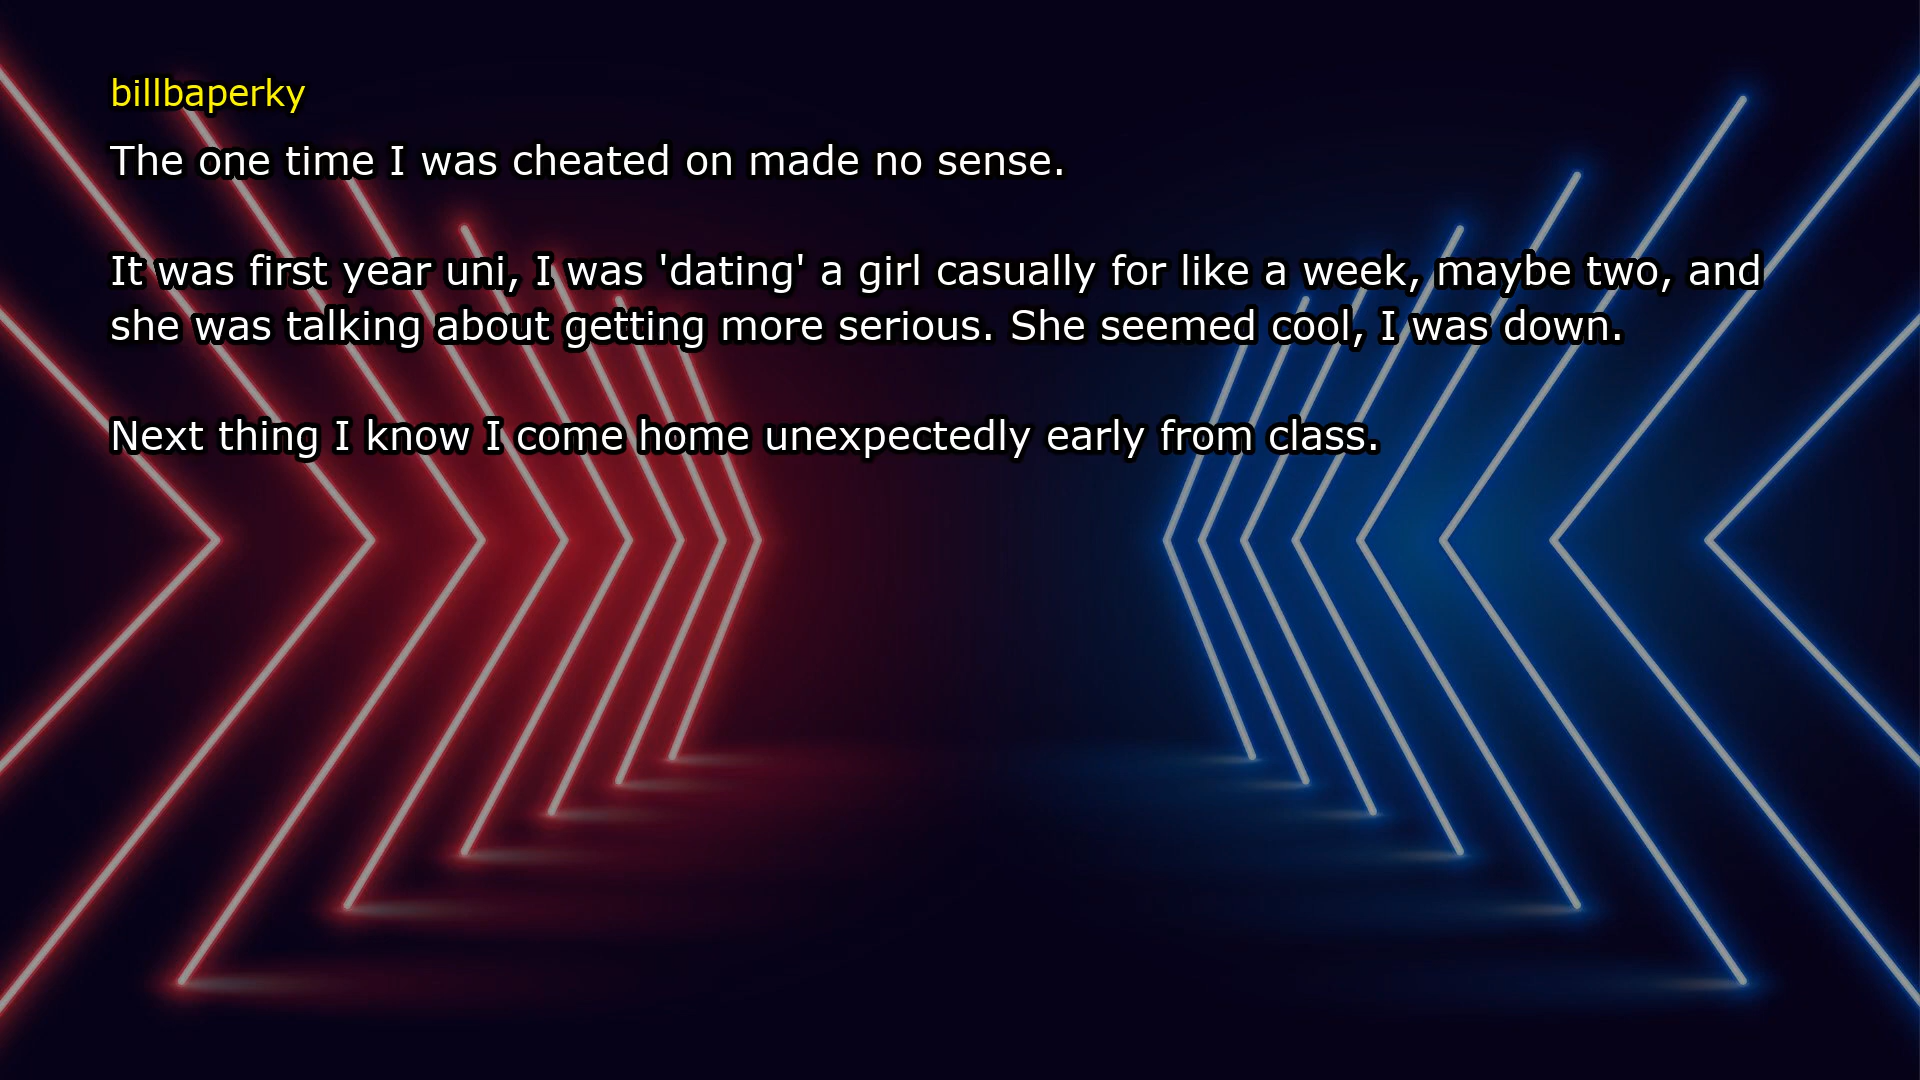 billbaperky
The one time I was cheated on made no sense.
It was first year uni, I was 'dating' a girl casually for like a week, maybe two, and
she was talking about getting more serious. She seemed cool, I was down.
Next thing I know I come home unexpectedly early from class.